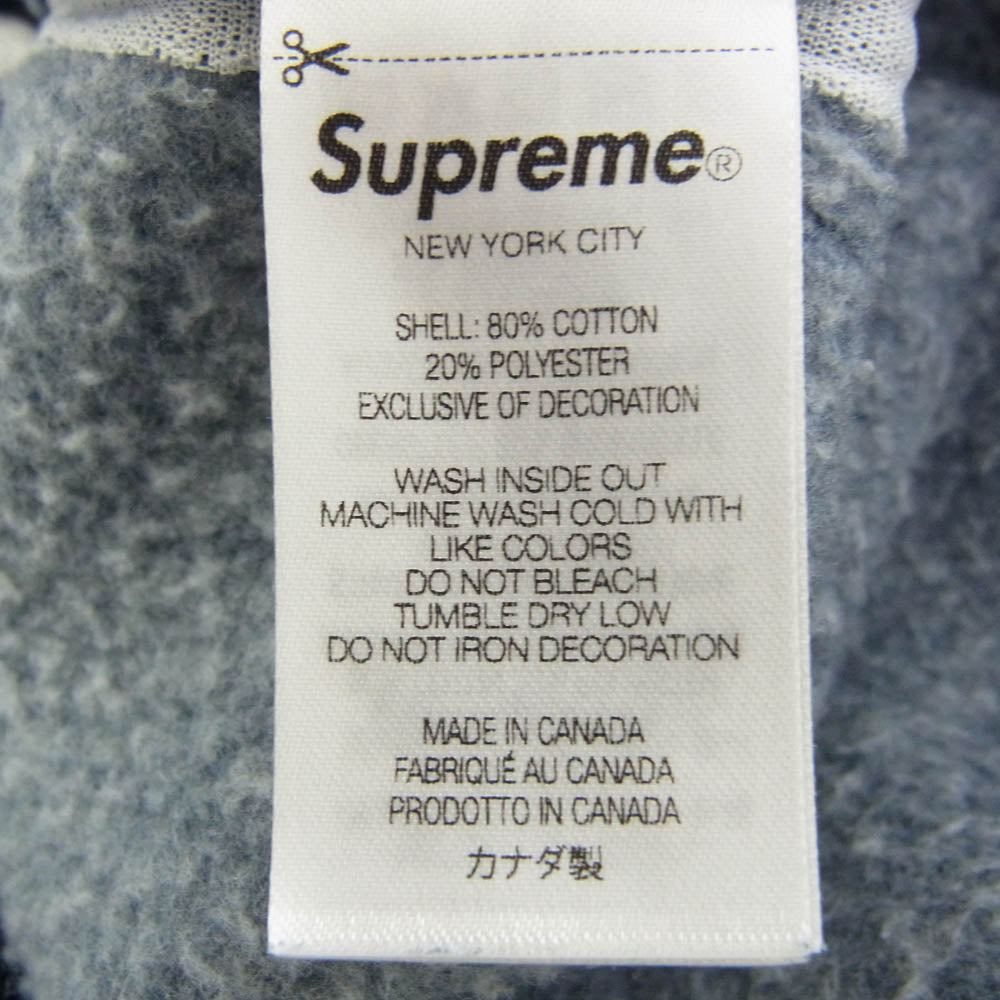 Supreme®
NEW YORK CITY
SHELL: 80% COTTON
20% POLYESTER
EXCLUSIVE OF DECORATION
WASH INSIDE OUT
MACHINE WASH COLD WITH
LIKE COLORS
DO NOT BLEACH
TUMBLE DRY LOW
DO NOT IRON DECORATION
MADE IN CANADA
FABRIQUÉ AU CANADA
PRODOTTO IN CANADA
カナダ製